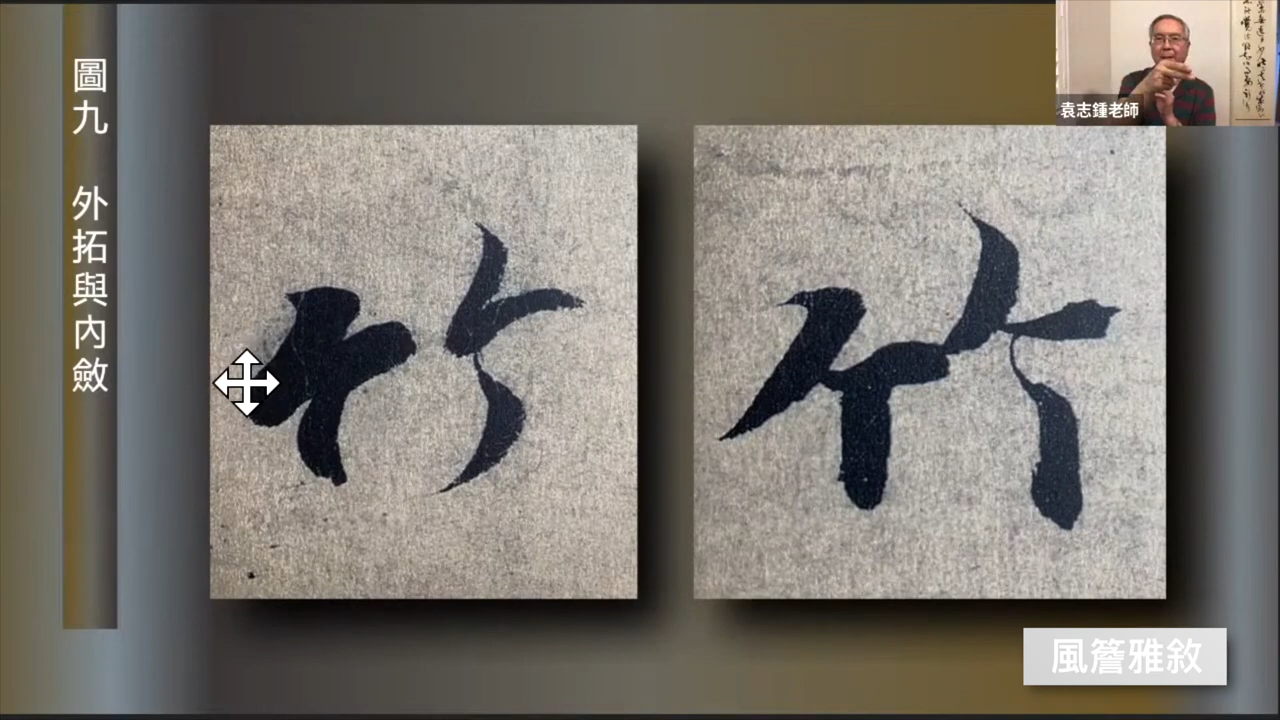 圖九　外拓與內斂
竹
竹
袁志鍾老師
風簷雅敘